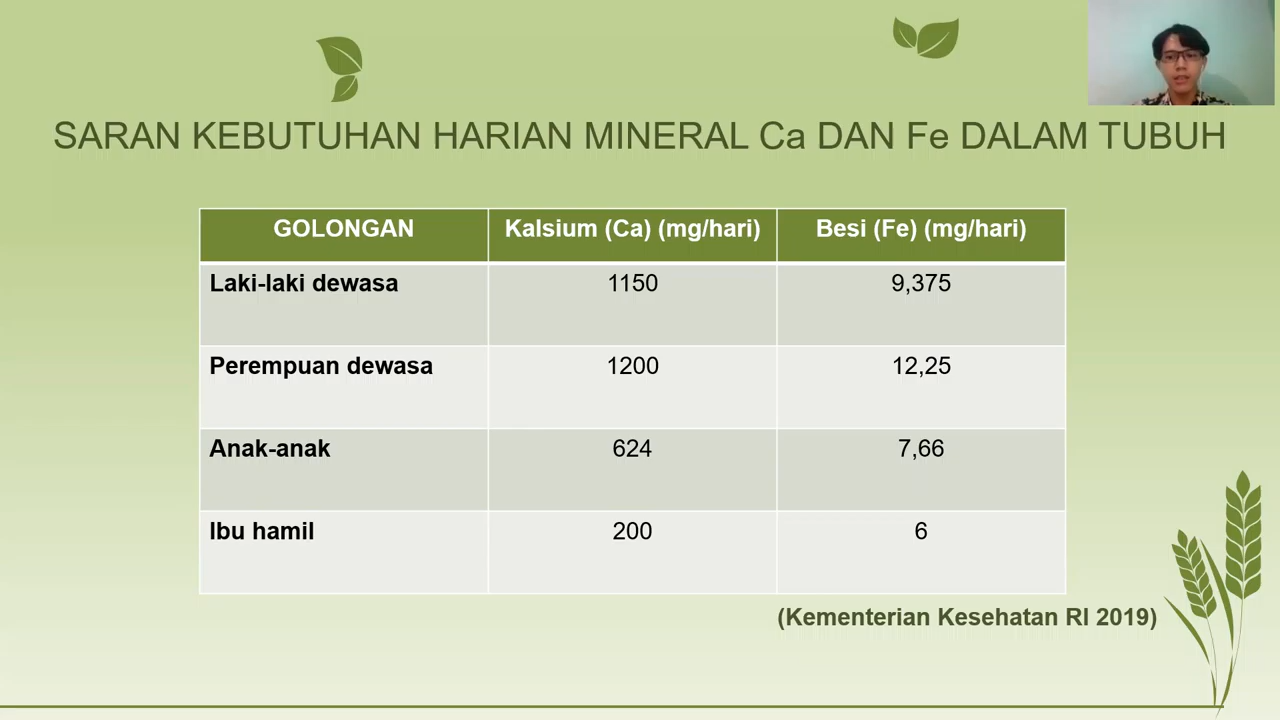 SARAN KEBUTUHAN HARIAN MINERAL Ca DAN Fe DALAM TUBUH
GOLONGAN Kalsium (Ca) (mg/hari) Besi (Fe) (mg/hari)
Laki-laki dewasa 1150 9,375
Perempuan dewasa 1200 12,25
Anak-anak 624 7,66
Ibu hamil 200 6
(Kementerian Kesehatan RI 2019)